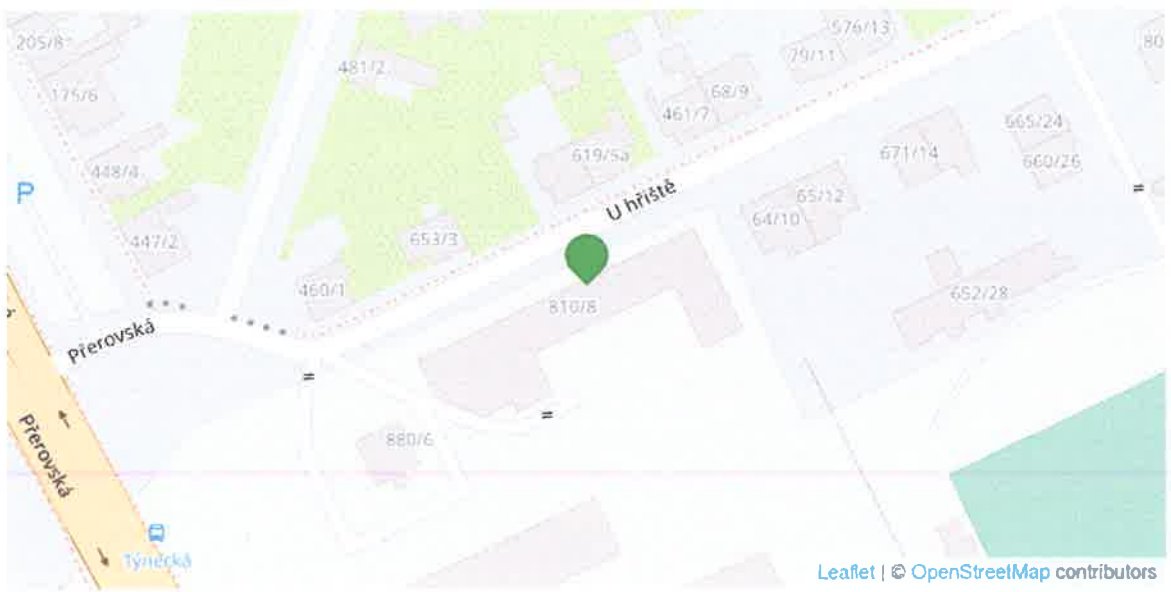 205/8
175/6
448/4
P
447/2
481/2
653/3
460/1
576/13
79/11
68/9
461/7
619/5a
U hřiště
665/24
671/14
660/26
65/12
64/10
652/28
80
810/8
Přerovská
Přerovská
880/6
Týnecká
Leaflet | © OpenStreetMap contributors